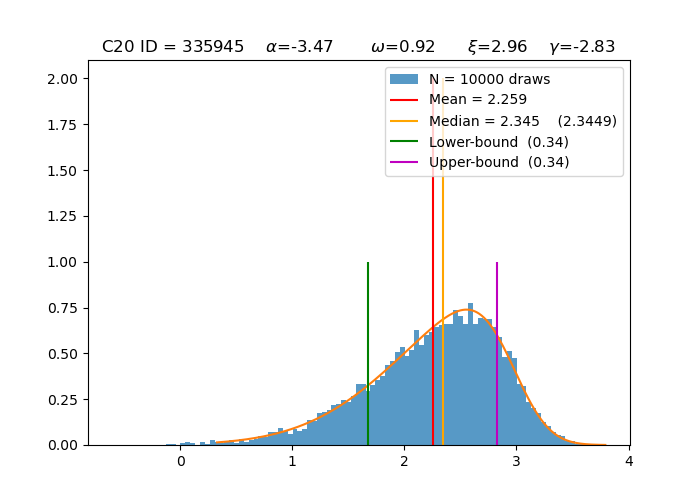 C20 ID = 335945 α=-3.47 ω=0.92 ξ=2.96 γ=-2.83
N = 10000 draws
Mean = 2.259
Median = 2.345 (2.3449)
Lower-bound (0.34)
Upper-bound (0.34)
2.00
1.75
1.50
1.25
1.00
0.75
0.50
0.25
0.00
0 1 2 3 4